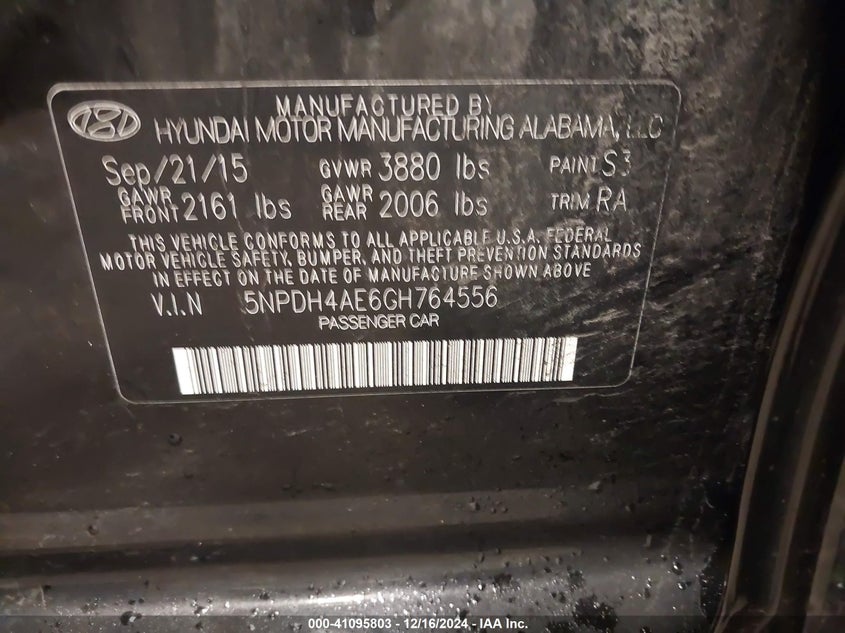 MANUFACTURED BY
HYUNDAI MOTOR MANUFACTURING ALABAMA, LLC
Sep/21/15 GVWR 3880 lbs PAINT S3
GAWR FRONT 2161 lbs GAWR REAR 2006 lbs TRIM RA
THIS VEHICLE CONFORMS TO ALL APPLICABLE U.S.A. FEDERAL
MOTOR VEHICLE SAFETY, BUMPER, AND THEFT PREVENTION STANDARDS
IN EFFECT ON THE DATE OF MANUFACTURE SHOWN ABOVE
V.I.N 5NPDH4AE6GH764556
PASSENGER CAR
000-41095803 - 12/16/2024 - IAA Inc.